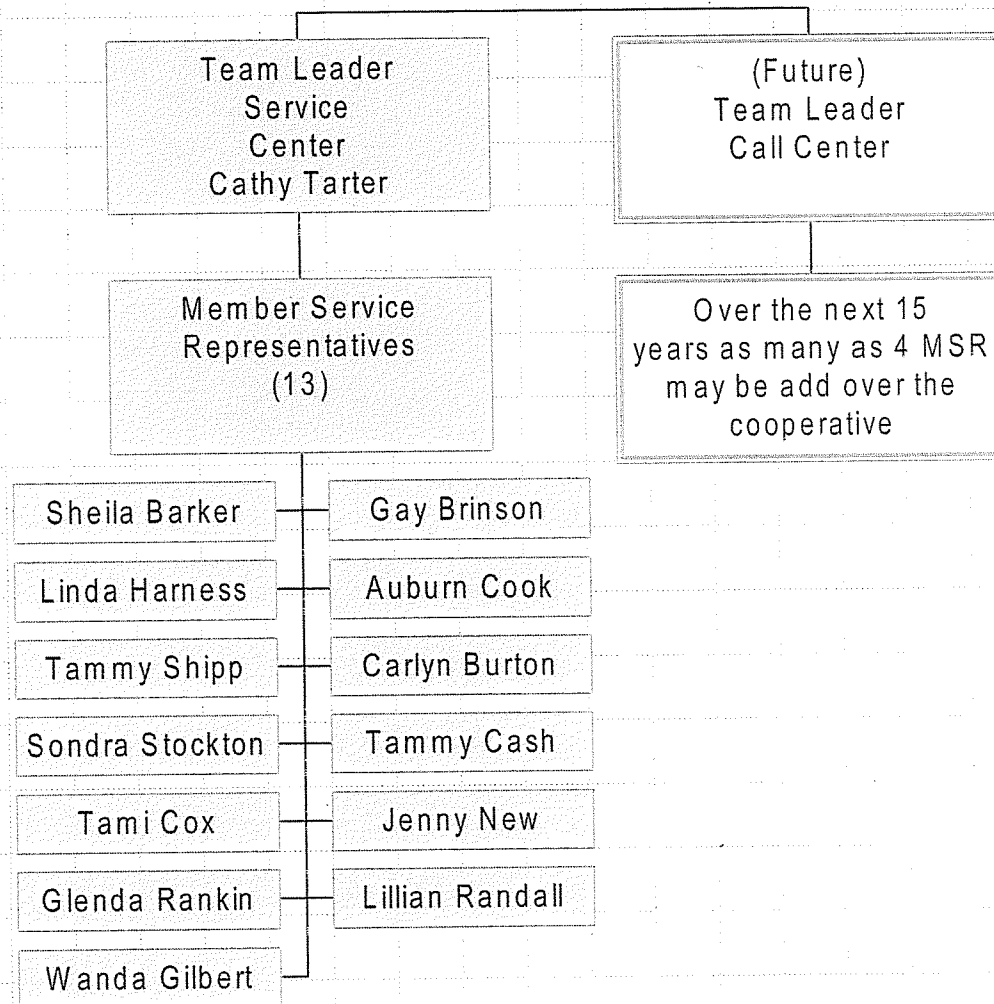 Team Leader
Service
Center
Cathy Tarter
(Future)
Team Leader
Call Center
Member Service
Representatives
(13)
Over the next 15
years as many as 4 MSR
may be add over the
cooperative
Sheila Barker
Gay Brinson
Linda Harness
Auburn Cook
Tammy Shipp
Carlyn Burton
Sondra Stockton
Tammy Cash
Tami Cox
Jenny New
Glenda Rankin
Lillian Randall
Wanda Gilbert